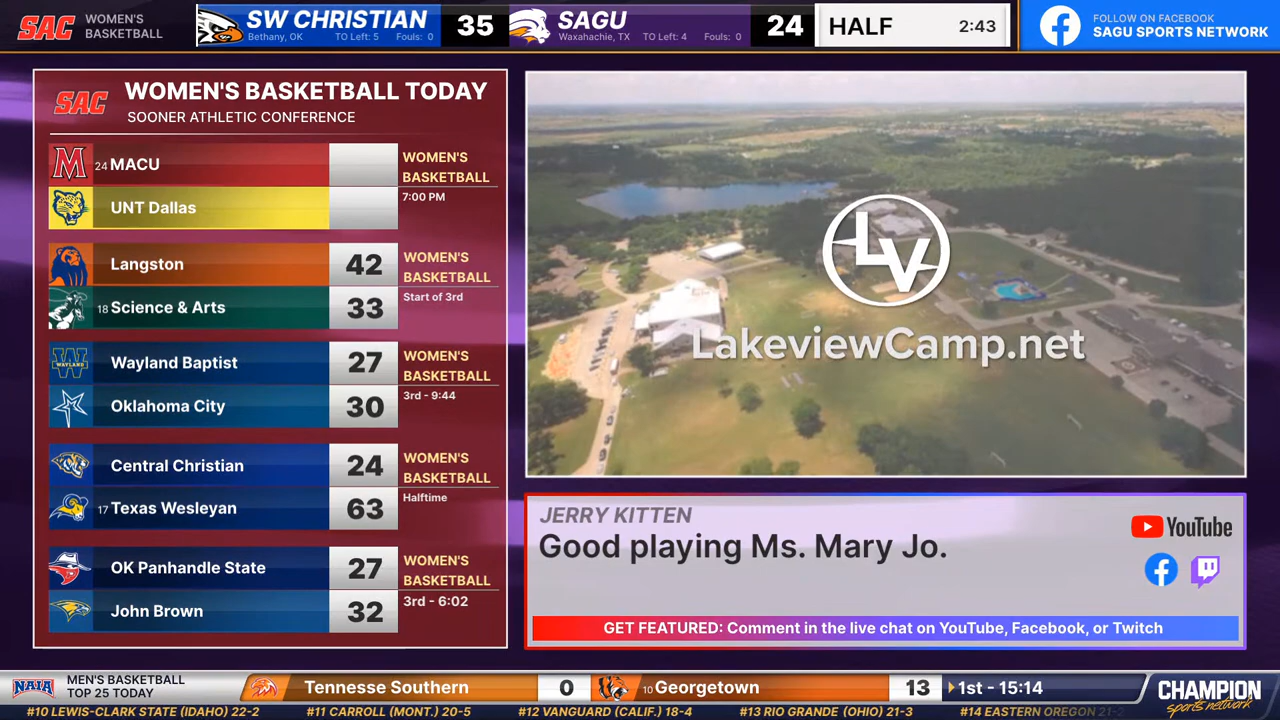 SAC
WOMEN'S
BASKETBALL
SW CHRISTIAN
Bethany, OK
TO Left: 5
Fouls: 0
35
SAGU
Waxahachie, TX
TO Left: 4
Fouls: 0
24
HALF
2:43
FOLLOW ON FACEBOOK
SAGU SPORTS NETWORK
SAC
WOMEN'S BASKETBALL TODAY
SOONER ATHLETIC CONFERENCE
M
24 MACU
WOMEN'S
BASKETBALL
7:00 PM
UNT Dallas
Langston
42
WOMEN'S
BASKETBALL
Start of 3rd
18 Science & Arts
33
W
WAYLAND
Wayland Baptist
27
WOMEN'S
BASKETBALL
3rd - 9:44
Oklahoma City
30
Central Christian
24
WOMEN'S
BASKETBALL
Halftime
17 Texas Wesleyan
63
OK Panhandle State
27
WOMEN'S
BASKETBALL
3rd - 6:02
John Brown
32
LV
LakeviewCamp.net
JERRY KITTEN
Good playing Ms. Mary Jo.
YouTube
GET FEATURED: Comment in the live chat on YouTube, Facebook, or Twitch
NAIA
MEN'S BASKETBALL
TOP 25 TODAY
Tennesse Southern
0
10 Georgetown
13
1st - 15:14
CHAMPION
sports network
#10 LEWIS-CLARK STATE (IDAHO) 22-2
#11 CARROLL (MONT.) 20-5
#12 VANGUARD (CALIF.) 18-4
#13 RIO GRANDE (OHIO) 21-3
#14 EASTERN OREGON 21-2